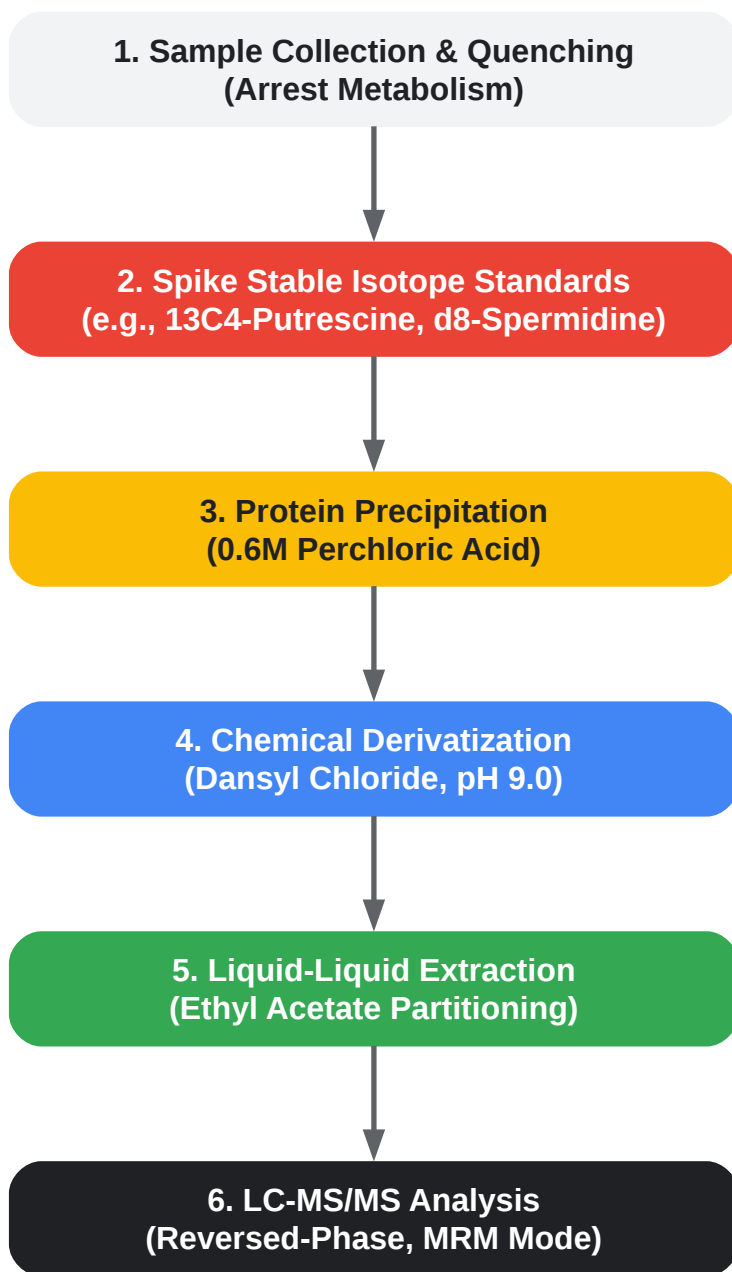 1. Sample Collection & Quenching
(Arrest Metabolism)
2. Spike Stable Isotope Standards
(e.g., 13C4-Putrescine, d8-Spermidine)
3. Protein Precipitation
(0.6M Perchloric Acid)
4. Chemical Derivatization
(Dansyl Chloride, pH 9.0)
5. Liquid-Liquid Extraction
(Ethyl Acetate Partitioning)
6. LC-MS/MS Analysis
(Reversed-Phase, MRM Mode)